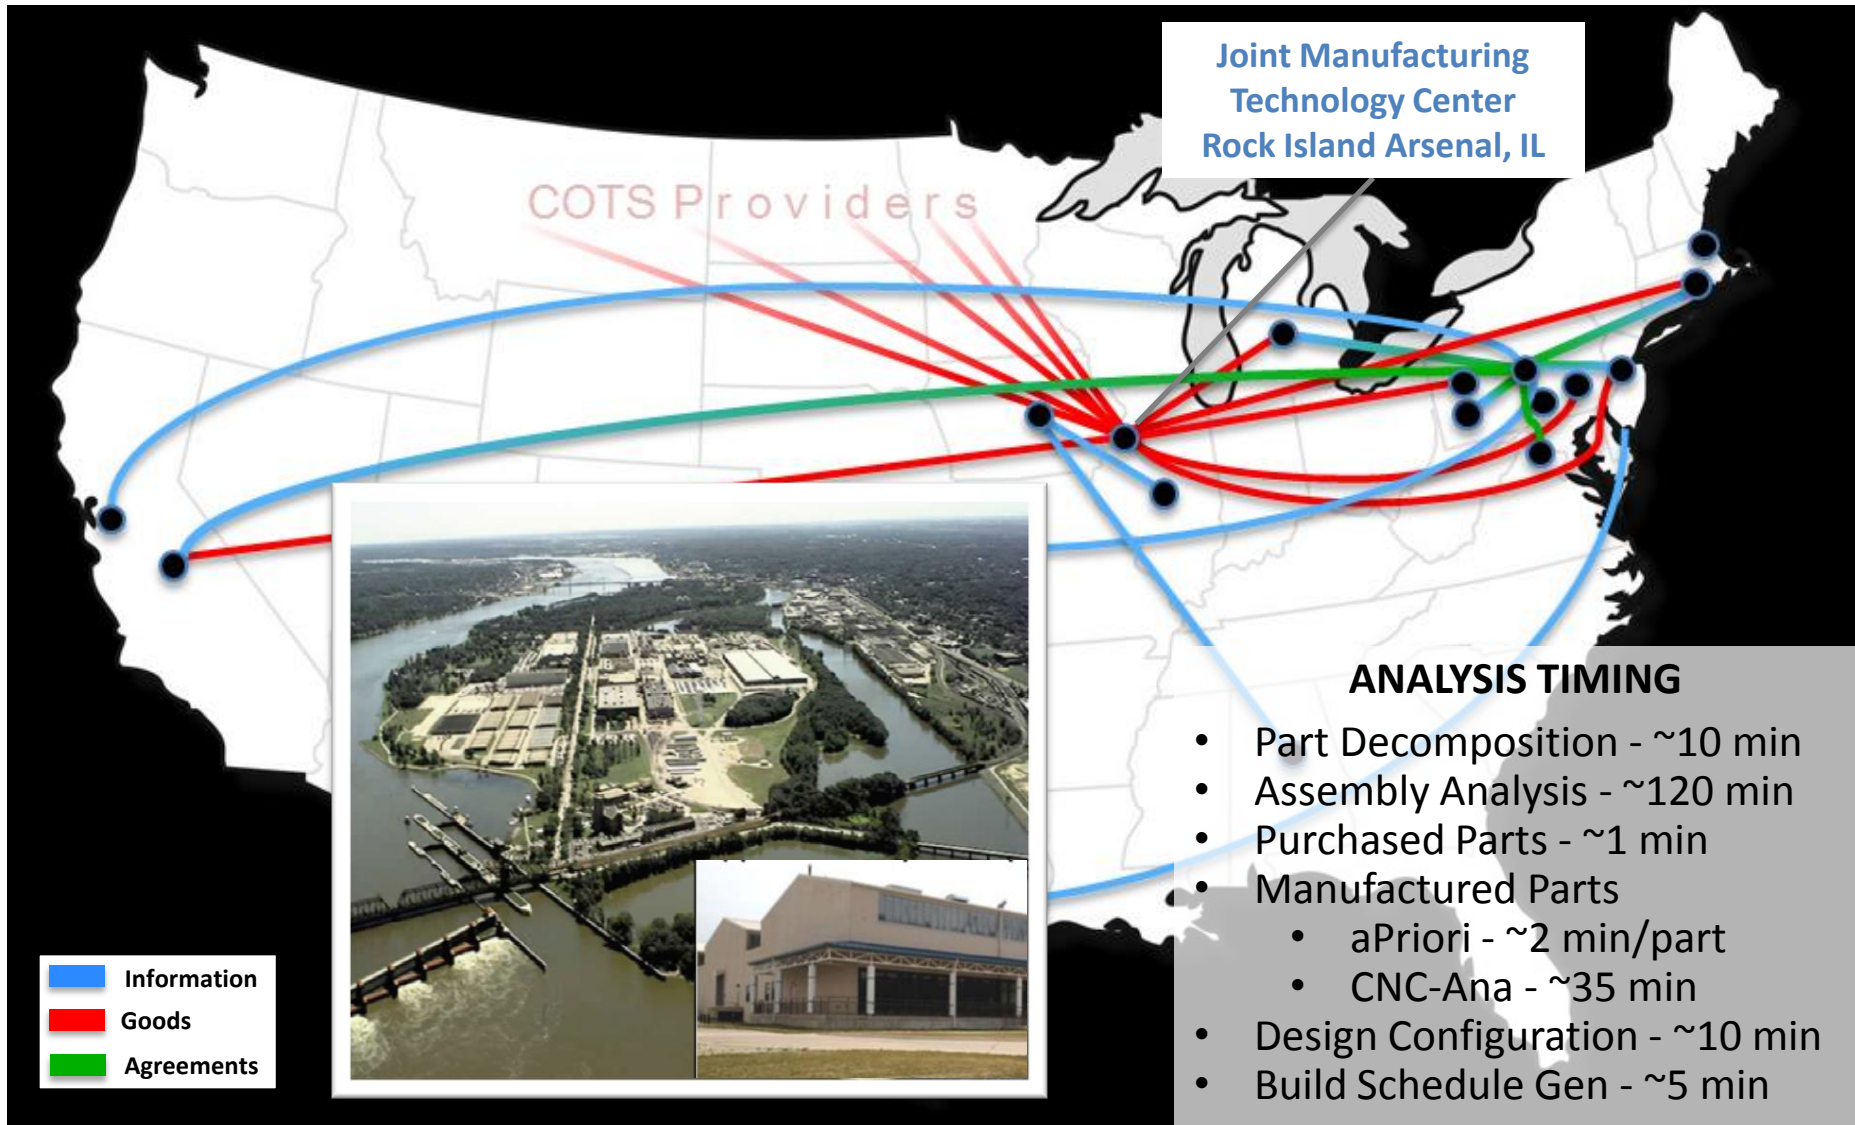 Joint Manufacturing
Technology Center
Rock Island Arsenal, IL
COTS Providers
ANALYSIS TIMING
• Part Decomposition - ~10 min
• Assembly Analysis - ~120 min
• Purchased Parts - ~1 min
• Manufactured Parts
• aPriori - ~2 min/part
• CNC-Ana - ~35 min
• Design Configuration - ~10 min
• Build Schedule Gen - ~5 min
Information
Goods
Agreements